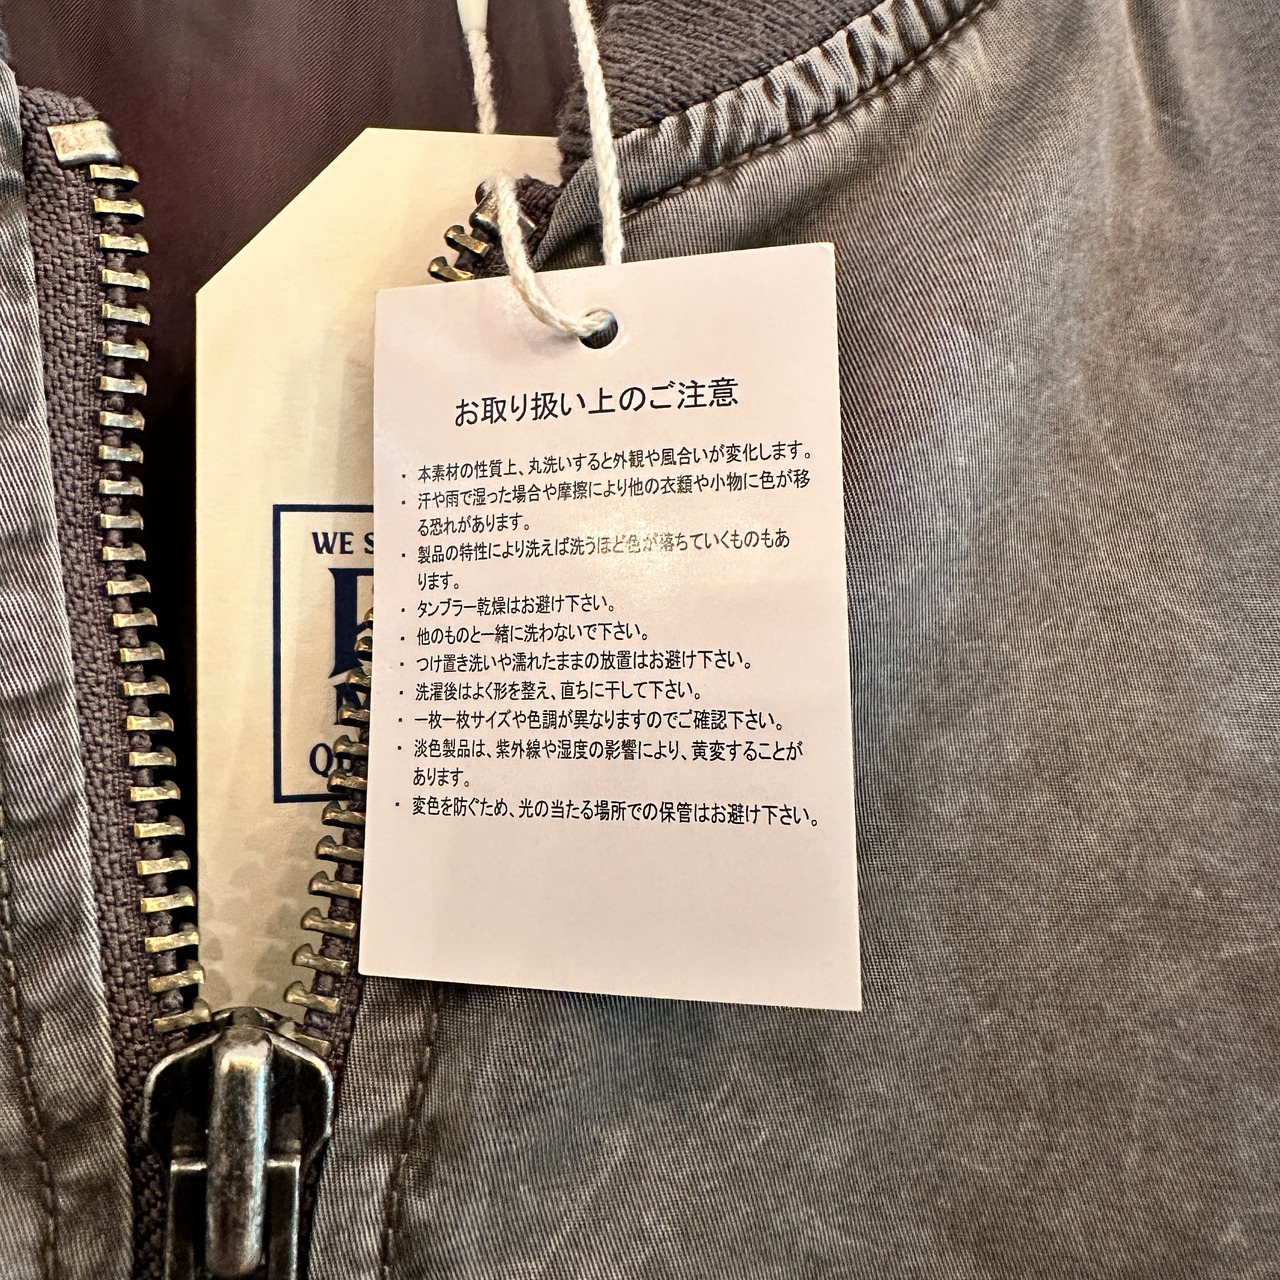 お取り扱い上のご注意
・本素材の性質上、丸洗いすると外観や風合いが変化します。
・汗や雨で湿った場合や摩擦により他の衣類や小物に色が移
る恐れがあります。
・製品の特性により洗えば洗うほど色が落ちていくものもあ
ります。
・タンブラー乾燥はお避け下さい。
・他のものと一緒に洗わないで下さい。
・つけ置き洗いや濡れたままの放置はお避け下さい。
・洗濯後はよく形を整え、直ちに干して下さい。
・一枚一枚サイズや色調が異なりますのでご確認下さい。
・淡色製品は、紫外線や湿度の影響により、黄変することが
あります。
・変色を防ぐため、光の当たる場所での保管はお避け下さい。
WE